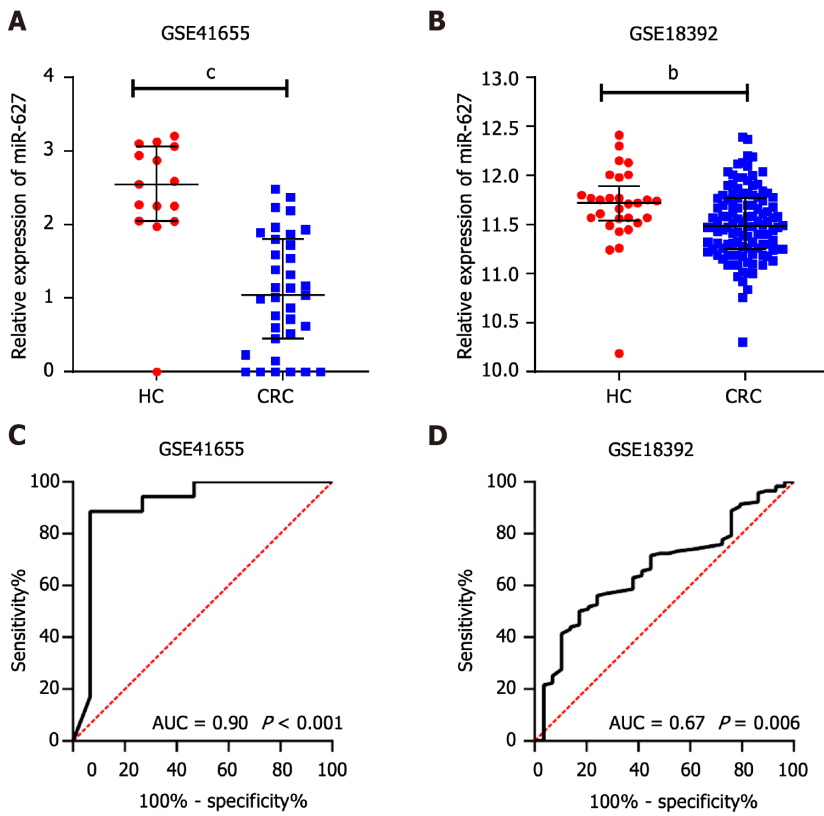 A
GSE41655
Relative expression of miR-627
4
3
2
1
0
c
HC
CRC
B
GSE18392
Relative expression of miR-627
13.0
12.5
12.0
11.5
11.0
10.5
10.0
b
HC
CRC
C
GSE41655
Sensitivity%
100
80
60
40
20
0
AUC = 0.90 P < 0.001
0 20 40 60 80 100
100% - specificity%
D
GSE18392
Sensitivity%
100
80
60
40
20
0
AUC = 0.67 P = 0.006
0 20 40 60 80 100
100% - specificity%